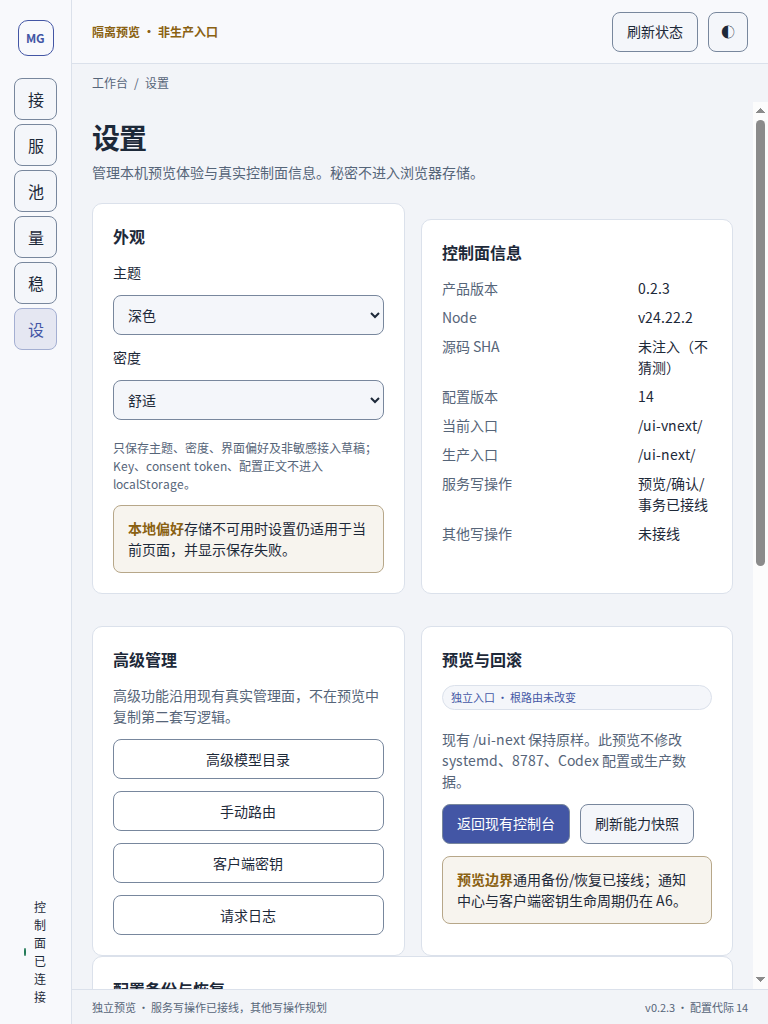 MG
接
服
池
量
稳
设
控
制
面
已
连
接
隔离预览 · 非生产入口
刷新状态
工作台 / 设置
设置
管理本机预览体验与真实控制面信息。秘密不进入浏览器存储。
外观
主题
深色
密度
舒适
只保存主题、密度、界面偏好及非敏感接入草稿；
Key、consent token、配置正文不进入
localStorage。
本地偏好存储不可用时设置仍适用于当
前页面，并显示保存失败。
控制面信息
产品版本 0.2.3
Node v24.22.2
源码 SHA 未注入（不
猜测）
配置版本 14
当前入口 /ui-vnext/
生产入口 /ui-next/
服务写操作 预览/确认/
事务已接线
其他写操作 未接线
高级管理
高级功能沿用现有真实管理面，不在预览中
复制第二套写逻辑。
高级模型目录
手动路由
客户端密钥
请求日志
预览与回滚
独立入口 · 根路由未改变
现有 /ui-next 保持原样。此预览不修改
systemd、8787、Codex 配置或生产数
据。
返回现有控制台
刷新能力快照
预览边界通用备份/恢复已接线；通知
中心与客户端密钥生命周期仍在 A6。
配置备份与恢复
独立预览 · 服务写操作已接线，其他写操作规划
v0.2.3 · 配置代际 14